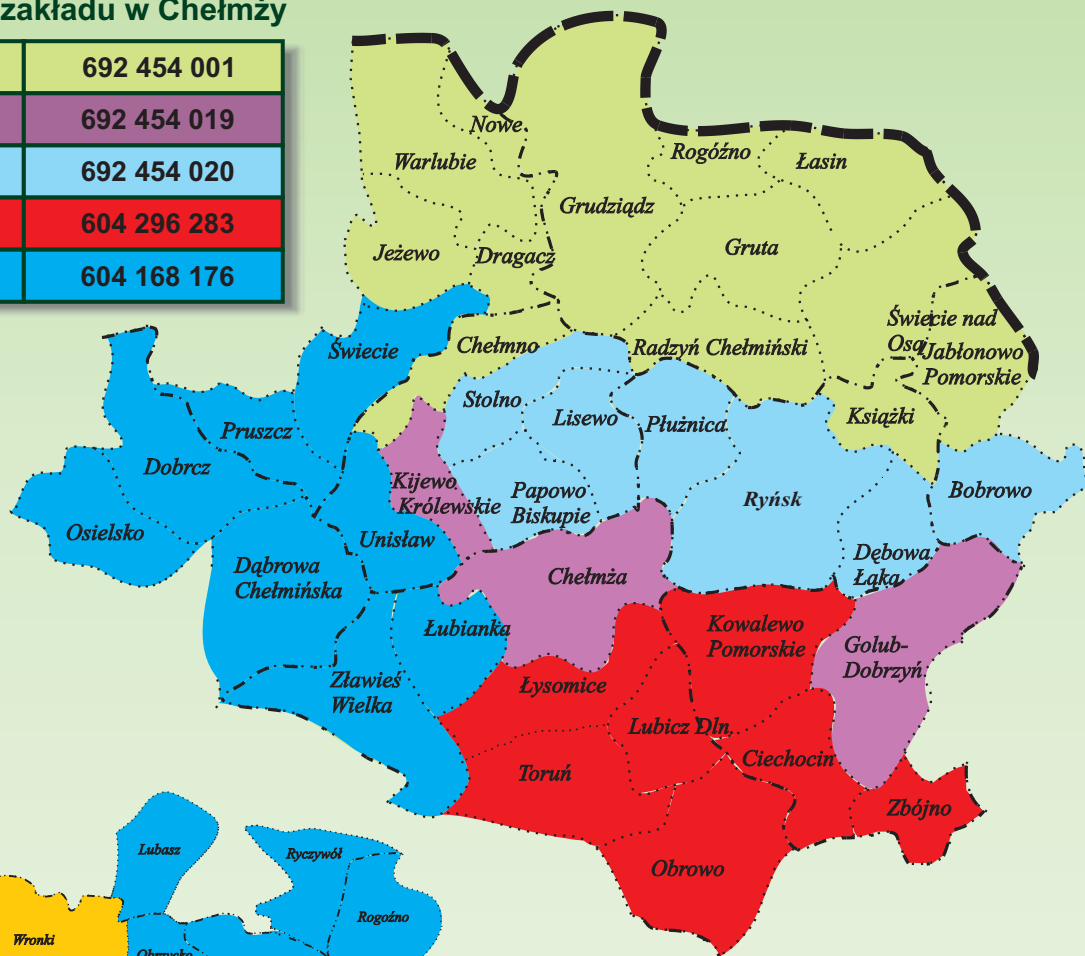 zakładu w Chełmży
692 454 001
692 454 019
692 454 020
604 296 283
604 168 176
Nowe
Warlubie
Rogóźno
Łasin
Grudziądz
Jeżewo
Dragacz
Gruta
Świecie
Chełmno
Radzyń Chełmiński
Świecie nad
Osą
Jabłonowo
Pomorskie
Stolno
Lisewo
Płużnica
Książki
Pruszcz
Dobrcz
Kijewo
Królewskie
Papowo
Biskupie
Ryńsk
Bobrowo
Osielsko
Unisław
Dąbrowa
Chełmińska
Chełmża
Dębowa
Łąka
Łubianka
Kowalewo
Pomorskie
Golub-
Dobrzyń
Zławieś
Wielka
Łysomice
Lubicz Dln.
Toruń
Ciechocin
Zbójno
Obrowo
Lubasz
Ryczywół
Rogoźno
Wronki
Obrzycko